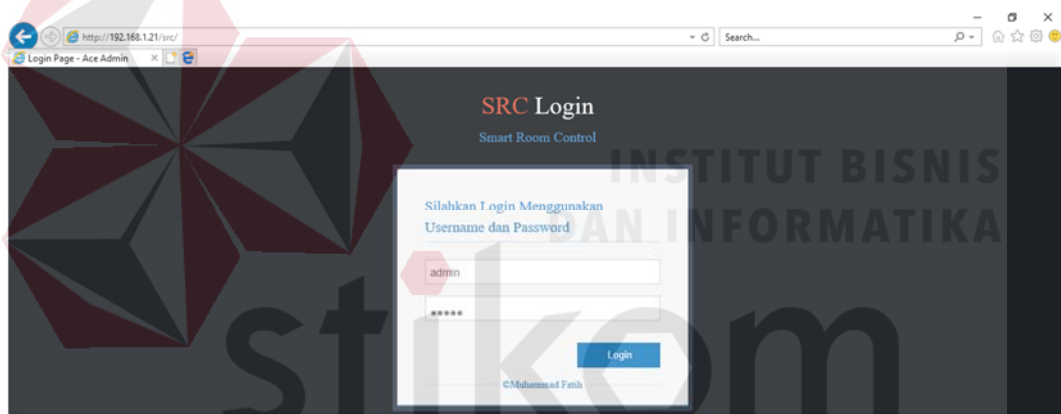 http://192.168.1.21/src/
Search...
Login Page - Ace Admin
SRC Login
Smart Room Control
INSTITUT BISNIS
DAN INFORMATIKA
Silahkan Login Menggunakan
Username dan Password
admin
*****
Login
©Muhammad Fatih
stikom